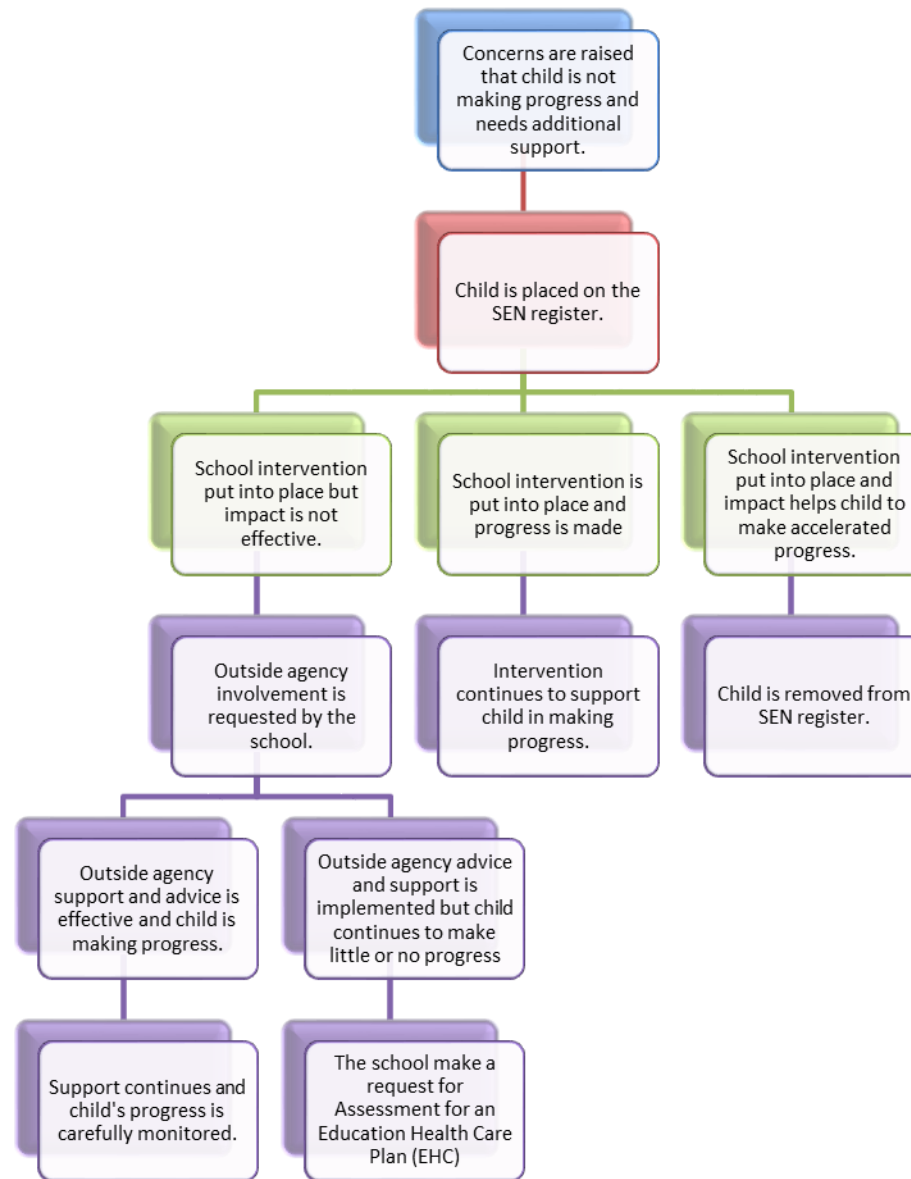 Concerns are raised
that child is not
making progress and
needs additional
support.
Child is placed on the
SEN register.
School intervention
put into place but
impact is not
effective.
School intervention is
put into place and
progress is made
School intervention
put into place and
impact helps child to
make accelerated
progress.
Outside agency
involvement is
requested by the
school.
Intervention
continues to support
child in making
progress.
Child is removed from
SEN register.
Outside agency
support and advice is
effective and child is
making progress.
Outside agency advice
and support is
implemented but child
continues to make
little or no progress
Support continues and
child's progress is
carefully monitored.
The school make a
request for
Assessment for an
Education Health Care
Plan (EHC)